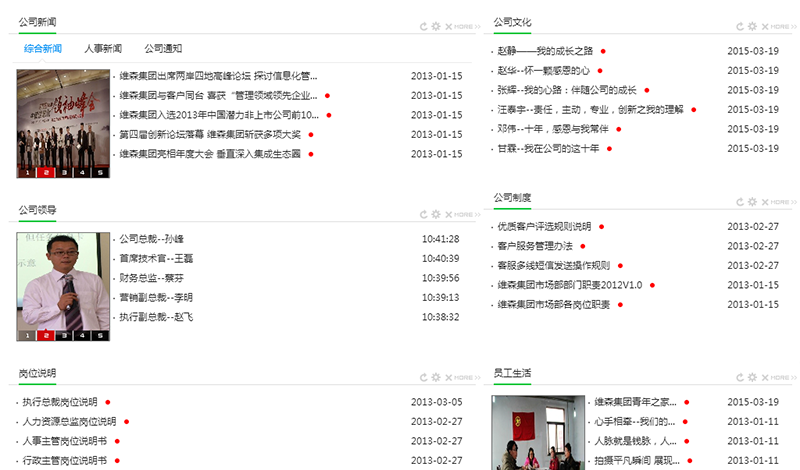 公司新闻
MORE
综合新闻 人事新闻 公司通知
维森集团出席两岸四地高峰论坛 探讨信息化管... 2013-01-15
维森集团与客户同台 喜获“管理领域领先企业... 2013-01-15
维森集团入选2013年中国潜力非上市公司前10... 2013-01-15
第四届创新论坛落幕 维森集团斩获多项大奖 2013-01-15
维森集团亮相年度大会 垂直深入集成生态圆 2013-01-15
领袖峰会
1 2 3 4 5
公司领导
MORE
公司总裁--孙峰 10:41:28
首席技术官--王磊 10:40:39
财务总监--蔡芬 10:39:56
营销副总裁--李明 10:39:13
执行副总裁--赵飞 10:38:32
1 2 3 4 5
岗位说明
MORE
执行总裁岗位说明 2013-03-05
人力资源总监岗位说明 2013-02-27
人事主管岗位说明书 2013-02-27
行政主管岗位说明书 2013-02-27
公司文化
MORE
赵静——我的成长之路 2015-03-19
赵华--怀一颗感恩的心 2015-03-19
张辉--我的心路：伴随公司的成长 2015-03-19
汪泰宇--责任，主动，专业，创新之我的理解 2015-03-19
邓伟--十年，感恩与我常伴 2015-03-19
甘霖--我在公司的这十年 2015-03-19
公司制度
MORE
优质客户评选规则说明 2013-02-27
客户服务管理办法 2013-02-27
客服多线短信发送操作规则 2013-02-27
维森集团市场部部门职责2012V1.0 2013-01-15
维森集团市场部各岗位职责 2013-01-15
员工生活
MORE
维森集团青年之家... 2015-03-19
心手相牵--我们的... 2013-01-11
人脉就是钱脉，人... 2013-01-11
拍摄平凡瞬间 展现... 2013-01-11